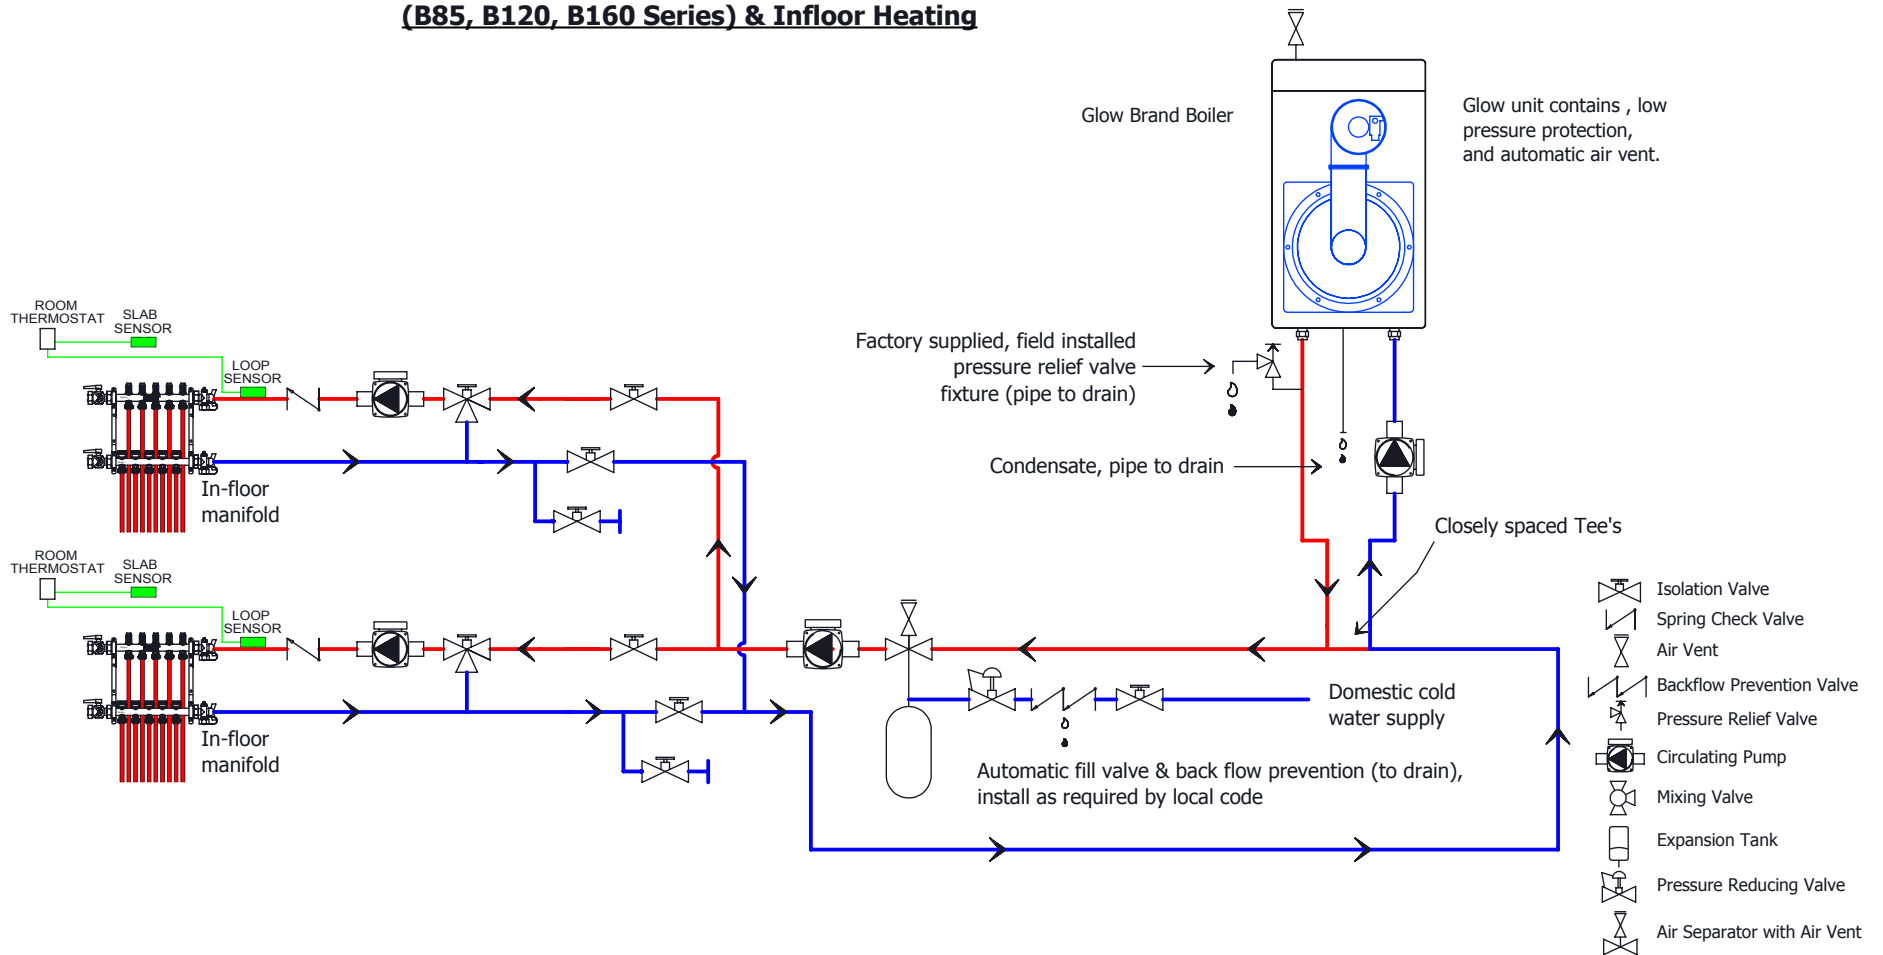 (B85, B120, B160 Series) & Infloor Heating
Glow Brand Boiler
Glow unit contains , low
pressure protection,
and automatic air vent.
ROOM
THERMOSTAT
SLAB
SENSOR
LOOP
SENSOR
Factory supplied, field installed
pressure relief valve
fixture (pipe to drain)
Condensate, pipe to drain
In-floor
manifold
Closely spaced Tee's
ROOM
THERMOSTAT
SLAB
SENSOR
LOOP
SENSOR
In-floor
manifold
Domestic cold
water supply
Automatic fill valve & back flow prevention (to drain),
install as required by local code
Isolation Valve
Spring Check Valve
Air Vent
Backflow Prevention Valve
Pressure Relief Valve
Circulating Pump
Mixing Valve
Expansion Tank
Pressure Reducing Valve
Air Separator with Air Vent